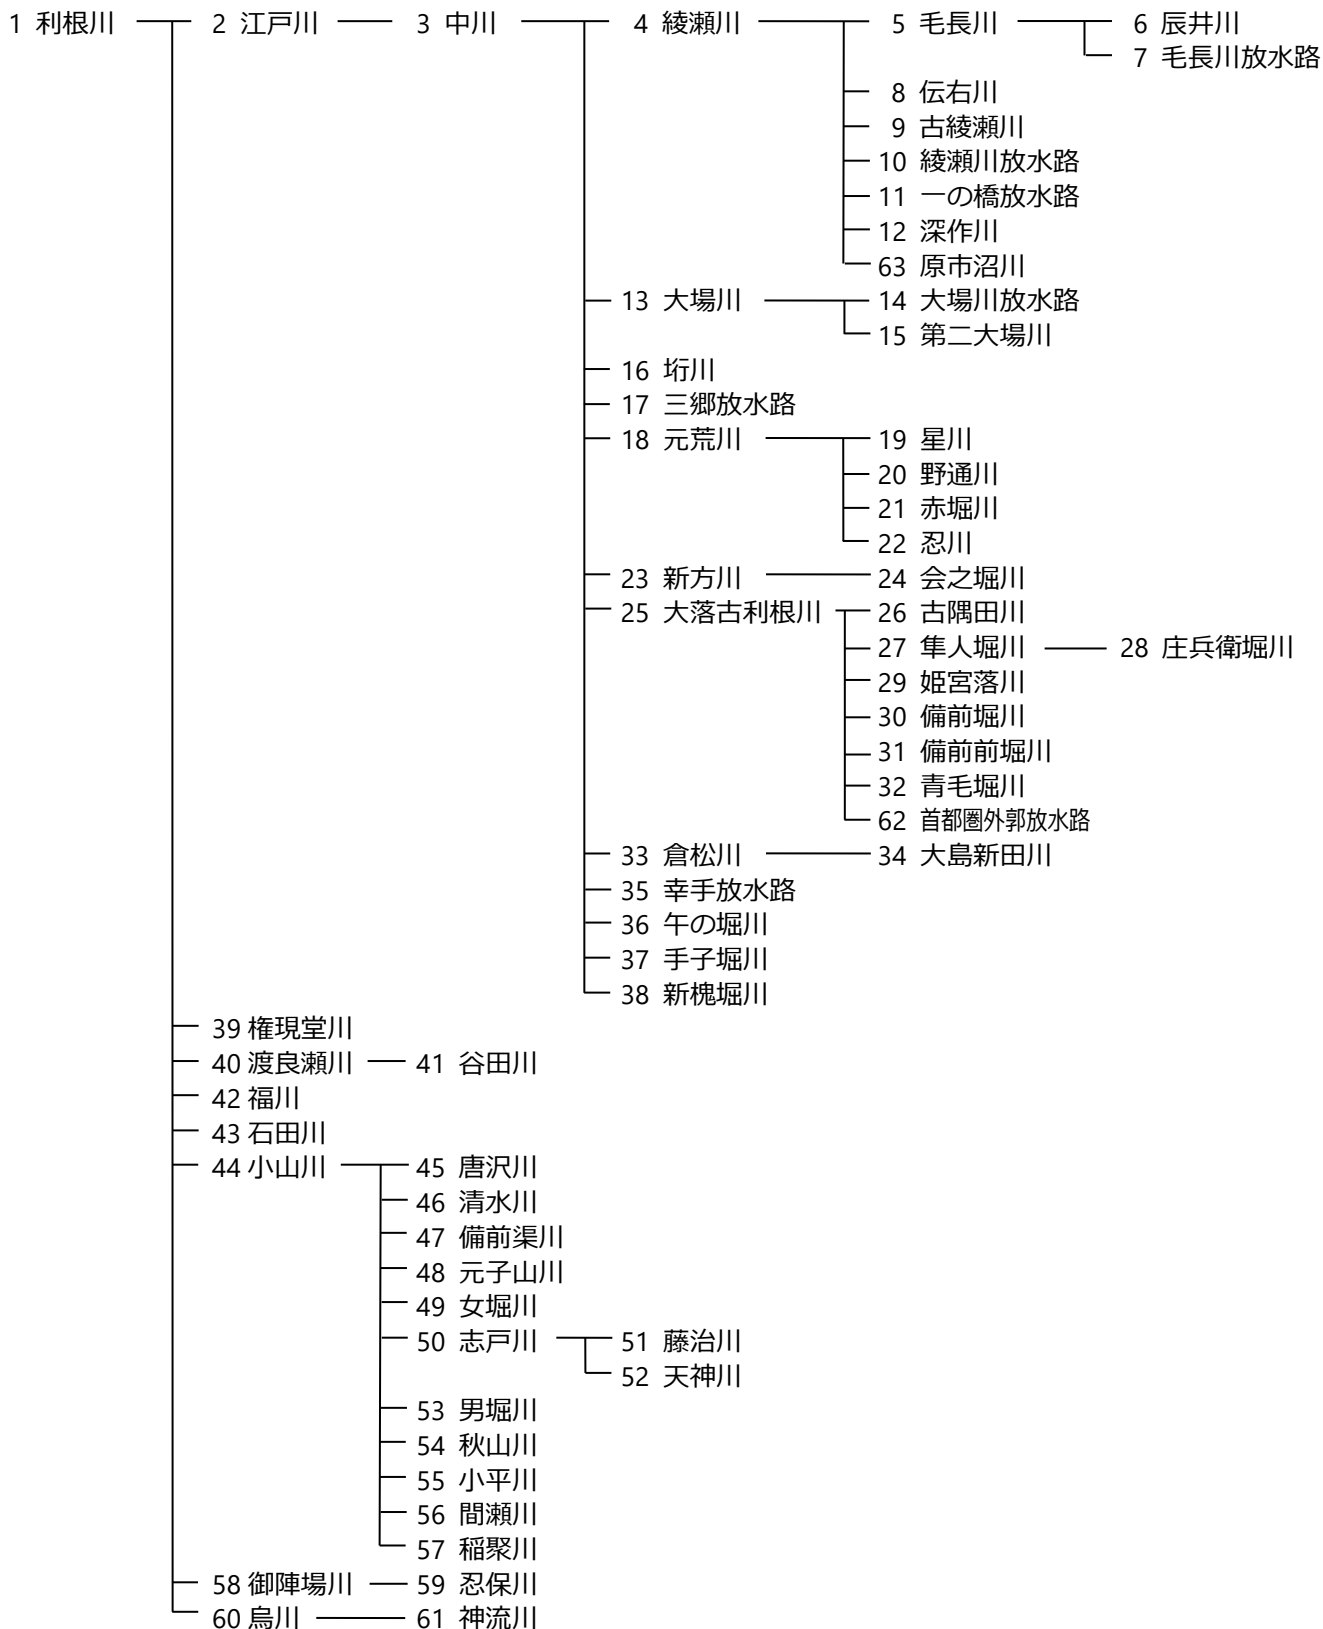 1 利根川 2 江戸川 3 中川 4 綾瀬川 5 毛長川 6 辰井川
7 毛長川放水路
8 伝右川
9 古綾瀬川
10 綾瀬川放水路
11 一の橋放水路
12 深作川
63 原市沼川
13 大場川 14 大場川放水路
15 第二大場川
16 垳川
17 三郷放水路
18 元荒川 19 星川
20 野通川
21 赤堀川
22 忍川
23 新方川 24 会之堀川
25 大落古利根川 26 古隅田川
27 隼人堀川 28 庄兵衛堀川
29 姫宮落川
30 備前堀川
31 備前前堀川
32 青毛堀川
62 首都圏外郭放水路
33 倉松川 34 大島新田川
35 幸手放水路
36 午の堀川
37 手子堀川
38 新槐堀川
39 権現堂川
40 渡良瀬川 41 谷田川
42 福川
43 石田川
44 小山川 45 唐沢川
46 清水川
47 備前渠川
48 元子山川
49 女堀川
50 志戸川 51 藤治川
52 天神川
53 男堀川
54 秋山川
55 小平川
56 間瀬川
57 稲聚川
58 御陣場川 59 忍保川
60 烏川 61 神流川